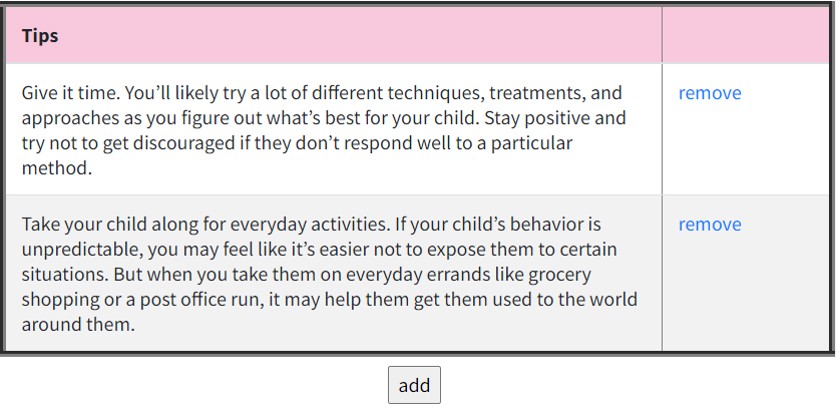 Tips
Give it time. You’ll likely try a lot of different techniques, treatments, and
approaches as you figure out what’s best for your child. Stay positive and
try not to get discouraged if they don’t respond well to a particular
method.
remove
Take your child along for everyday activities. If your child’s behavior is
unpredictable, you may feel like it’s easier not to expose them to certain
situations. But when you take them on everyday errands like grocery
shopping or a post office run, it may help them get them used to the world
around them.
remove
add